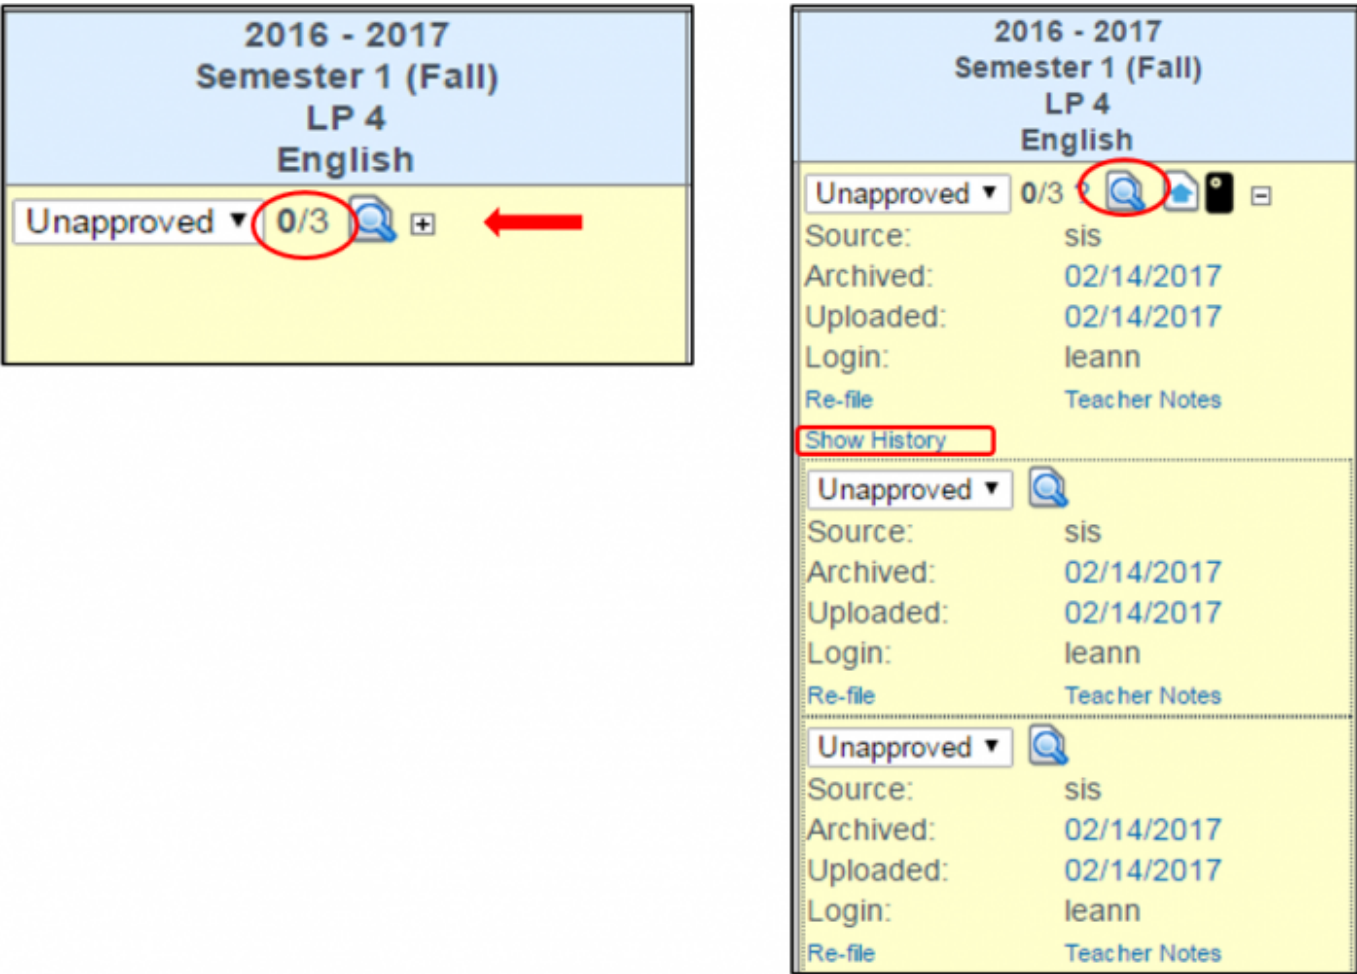 2016 - 2017
Semester 1 (Fall)
LP 4
English
Unapproved 0/3
2016 - 2017
Semester 1 (Fall)
LP 4
English
Unapproved 0/3 ?
Source: sis
Archived: 02/14/2017
Uploaded: 02/14/2017
Login: leann
Re-file Teacher Notes
Show History
Unapproved
Source: sis
Archived: 02/14/2017
Uploaded: 02/14/2017
Login: leann
Re-file Teacher Notes
Unapproved
Source: sis
Archived: 02/14/2017
Uploaded: 02/14/2017
Login: leann
Re-file Teacher Notes